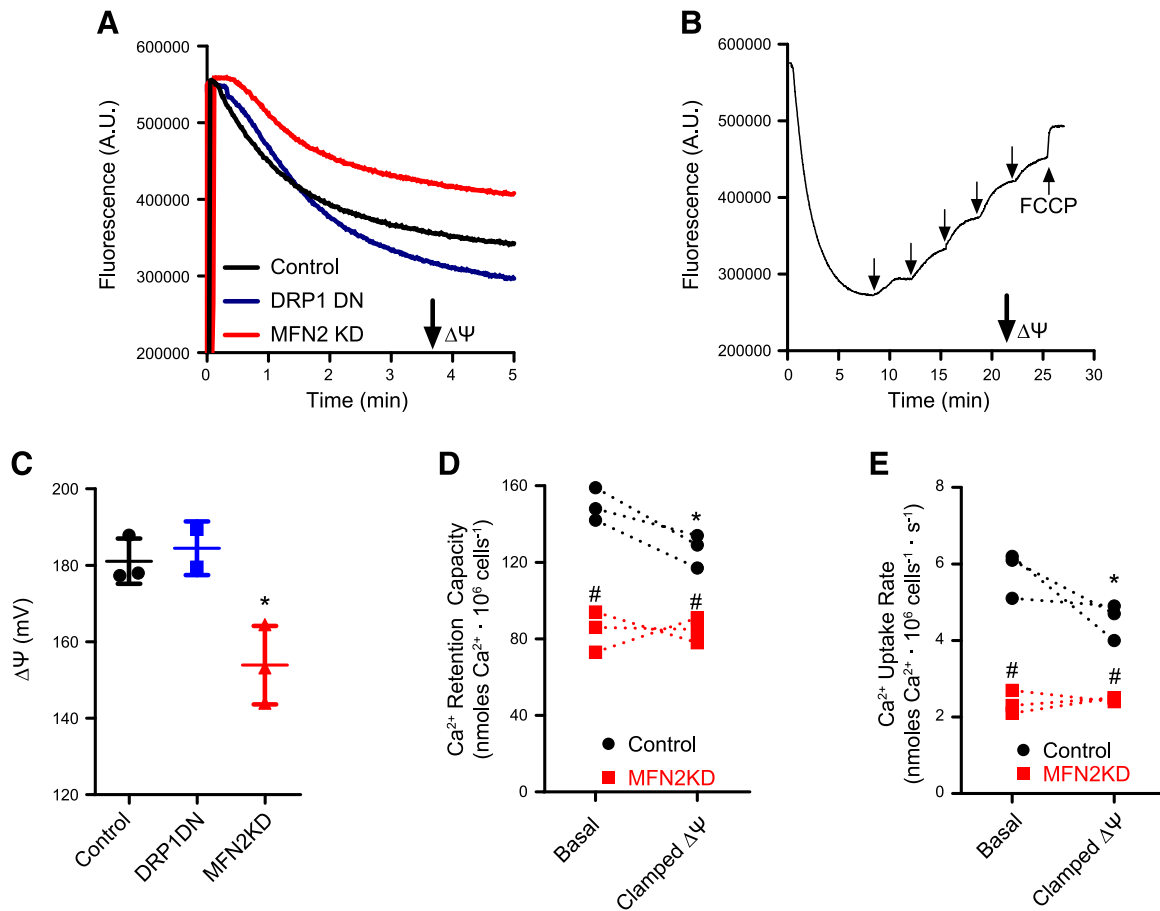 A
600000
500000
400000
300000
200000
Fluorescence (A.U.)
Control
DRP1 DN
MFN2 KD
ΔΨ
0 1 2 3 4 5
Time (min)
B
600000
500000
400000
300000
200000
Fluorescence (A.U.)
FCCP
ΔΨ
0 5 10 15 20 25 30
Time (min)
C
200
180
160
140
120
ΔΨ (mV)
*
Control
DRP1DN
MFN2KD
D
160
120
80
40
0
Ca²⁺ Retention Capacity
(nmoles Ca²⁺ · 10⁶ cells⁻¹)
*
# #
Control
MFN2KD
Basal
Clamped ΔΨ
E
8
6
4
2
0
Ca²⁺ Uptake Rate
(nmoles Ca²⁺ · 10⁶ cells⁻¹ · s⁻¹)
*
# #
Control
MFN2KD
Basal
Clamped ΔΨ